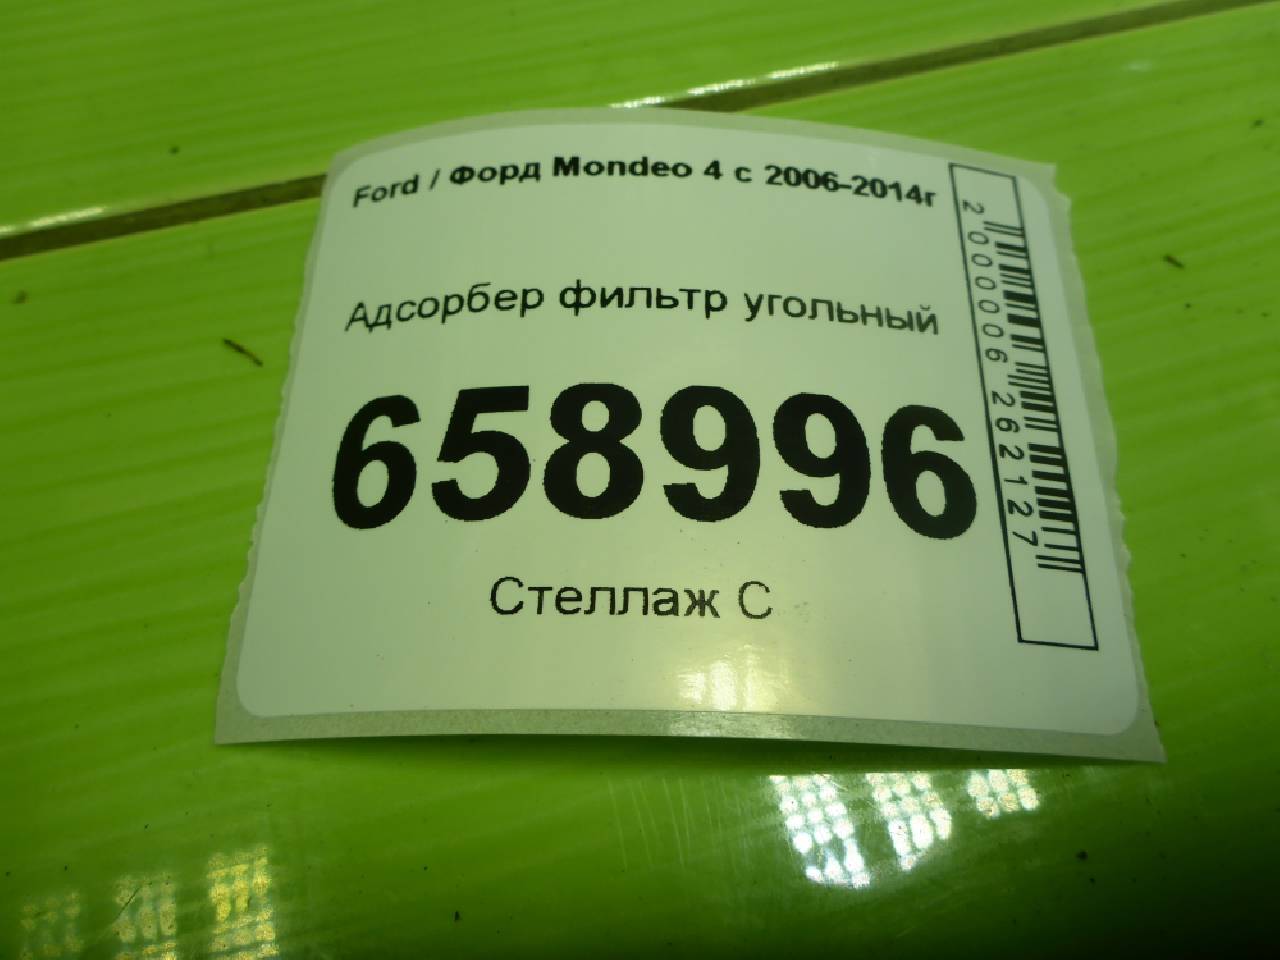 Ford / Форд Mondeo 4 с 2006-2014г
Адсорбер фильтр угольный
658996
Стеллаж С
2000006262127